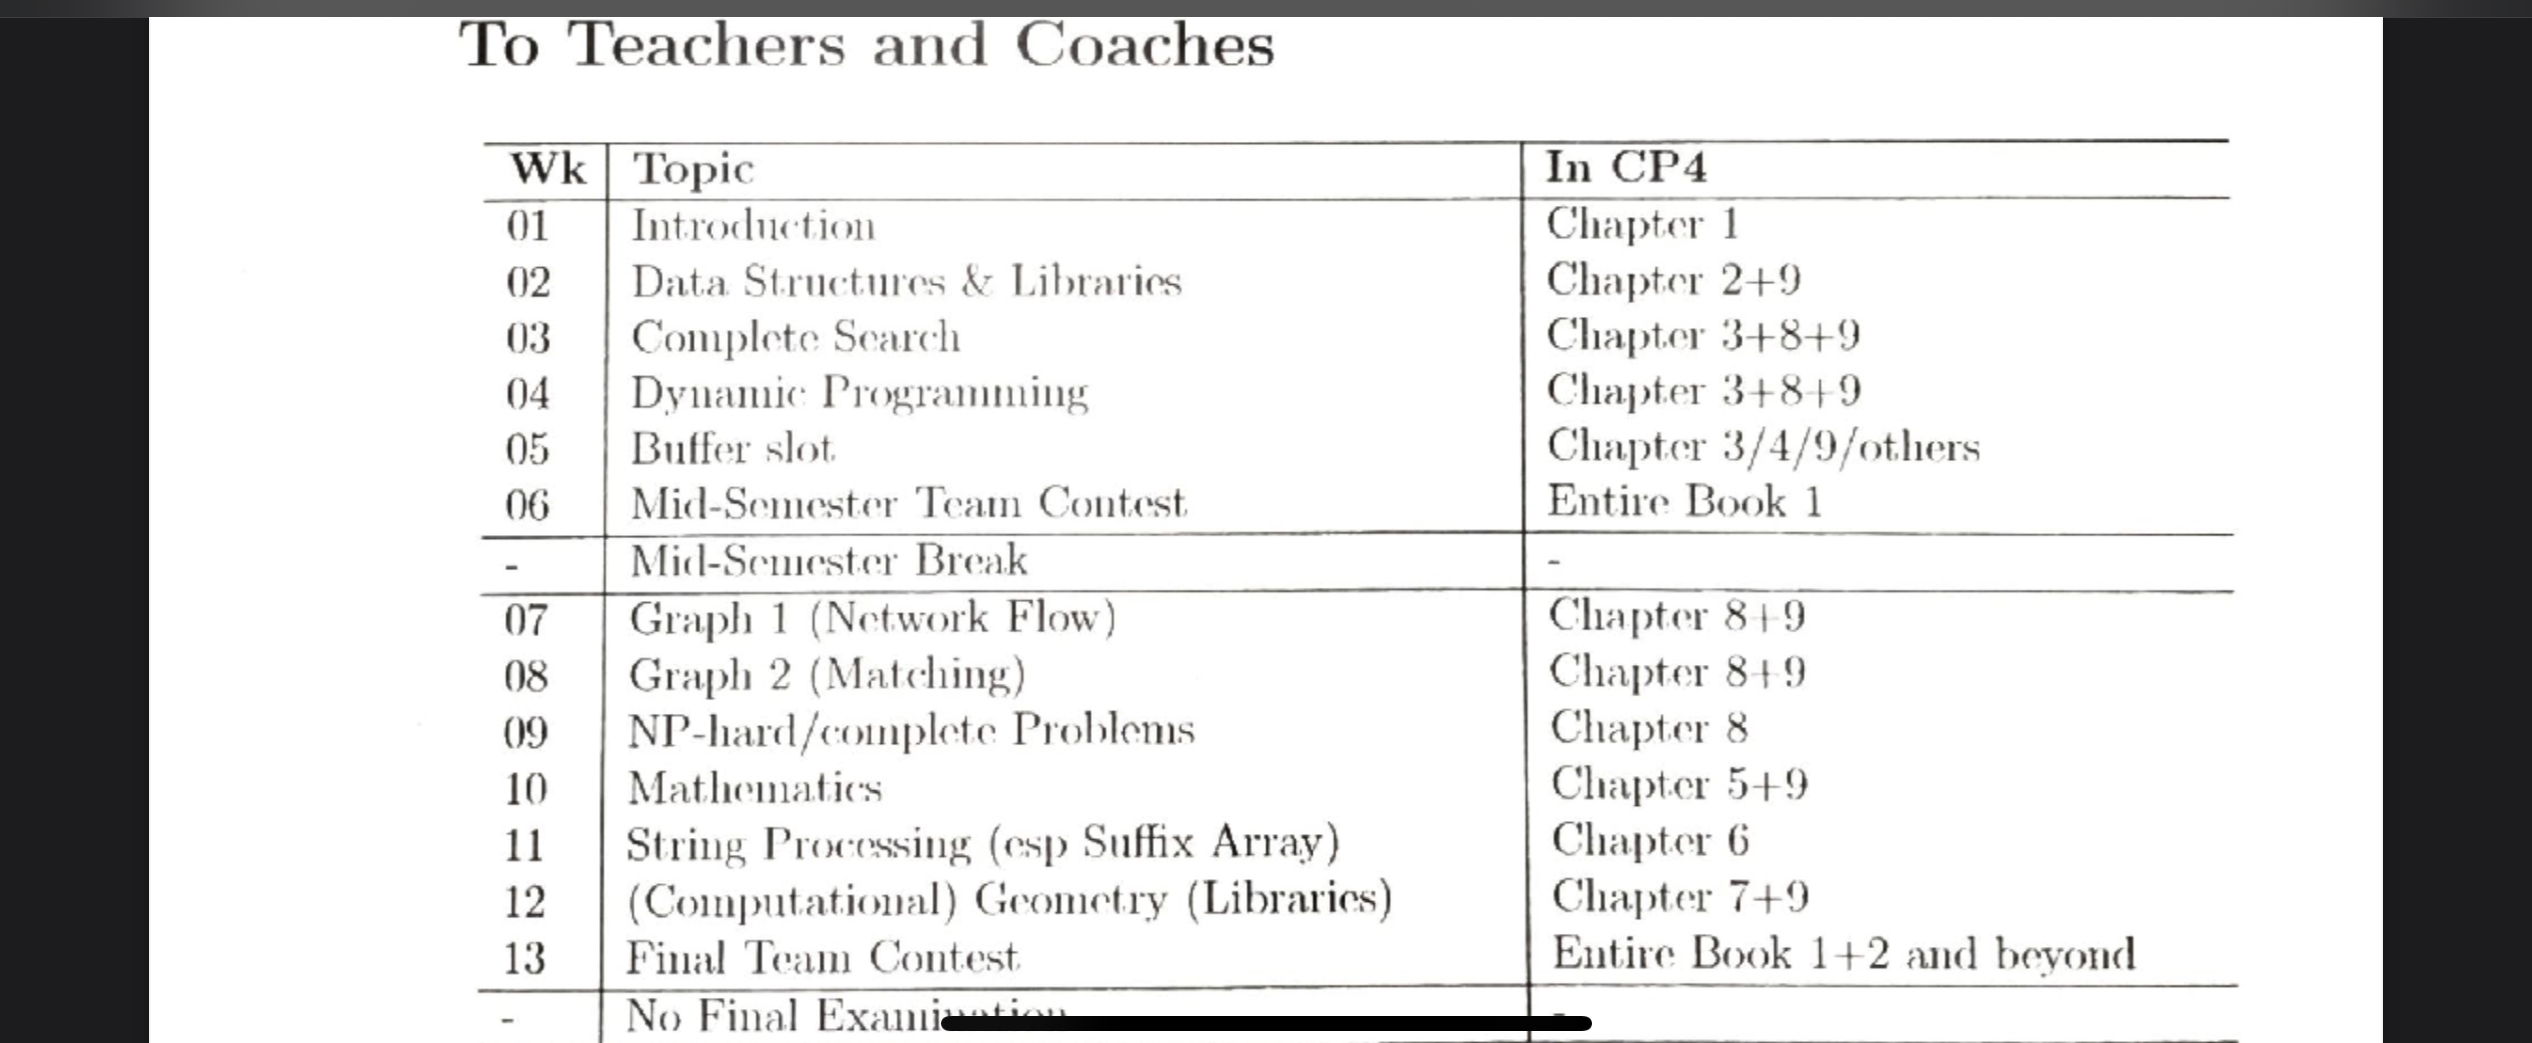 To Teachers and Coaches
Wk Topic In CP4
01 Introduction Chapter 1
02 Data Structures & Libraries Chapter 2+9
03 Complete Search Chapter 3+8+9
04 Dynamic Programming Chapter 3+8+9
05 Buffer slot Chapter 3/4/9/others
06 Mid-Semester Team Contest Entire Book 1
- Mid-Semester Break -
07 Graph 1 (Network Flow) Chapter 8+9
08 Graph 2 (Matching) Chapter 8+9
09 NP-hard/complete Problems Chapter 8
10 Mathematics Chapter 5+9
11 String Processing (esp Suffix Array) Chapter 6
12 (Computational) Geometry (Libraries) Chapter 7+9
13 Final Team Contest Entire Book 1+2 and beyond
- No Final Examination -